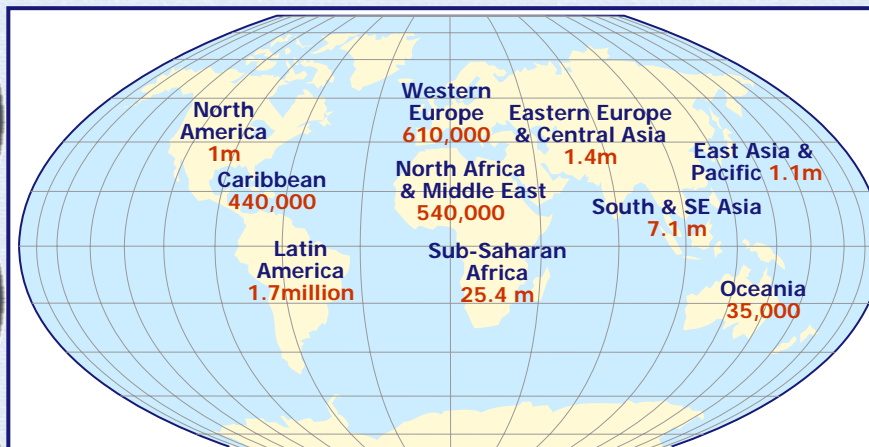 North
America
1m
Caribbean
440,000
Latin
America
1.7million
Western
Europe
610,000
North Africa
& Middle East
540,000
Sub-Saharan
Africa
25.4 m
Eastern Europe
& Central Asia
1.4m
East Asia &
Pacific 1.1m
South & SE Asia
7.1 m
Oceania
35,000